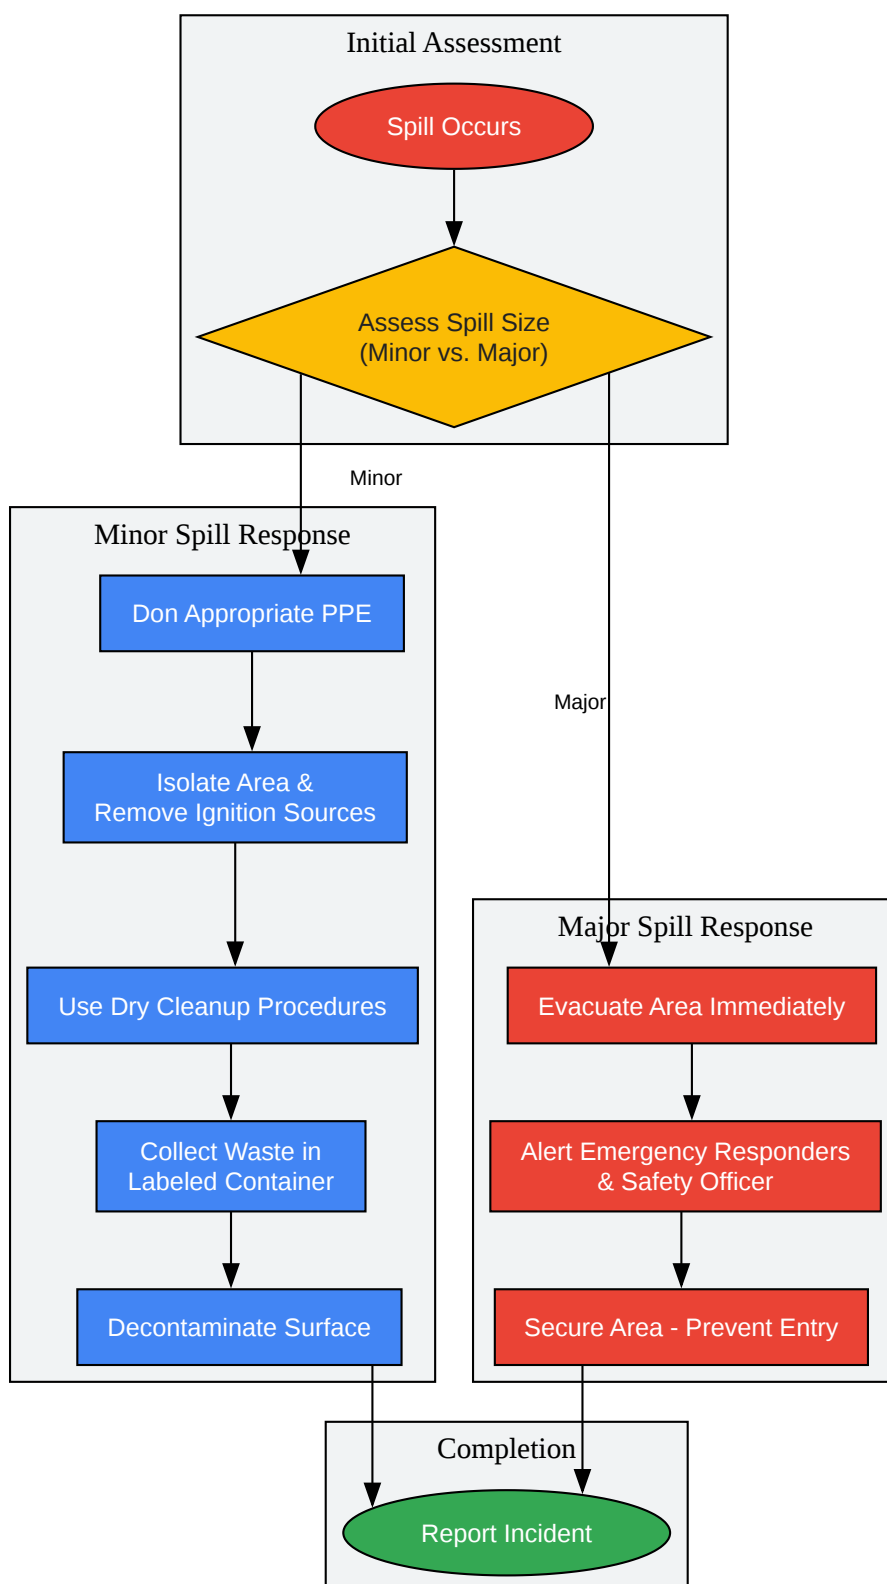 Initial Assessment
Spill Occurs
Assess Spill Size
(Minor vs. Major)
Minor
Minor Spill Response
Don Appropriate PPE
Isolate Area &
Remove Ignition Sources
Use Dry Cleanup Procedures
Collect Waste in
Labeled Container
Decontaminate Surface
Major
Major Spill Response
Evacuate Area Immediately
Alert Emergency Responders
& Safety Officer
Secure Area - Prevent Entry
Completion
Report Incident